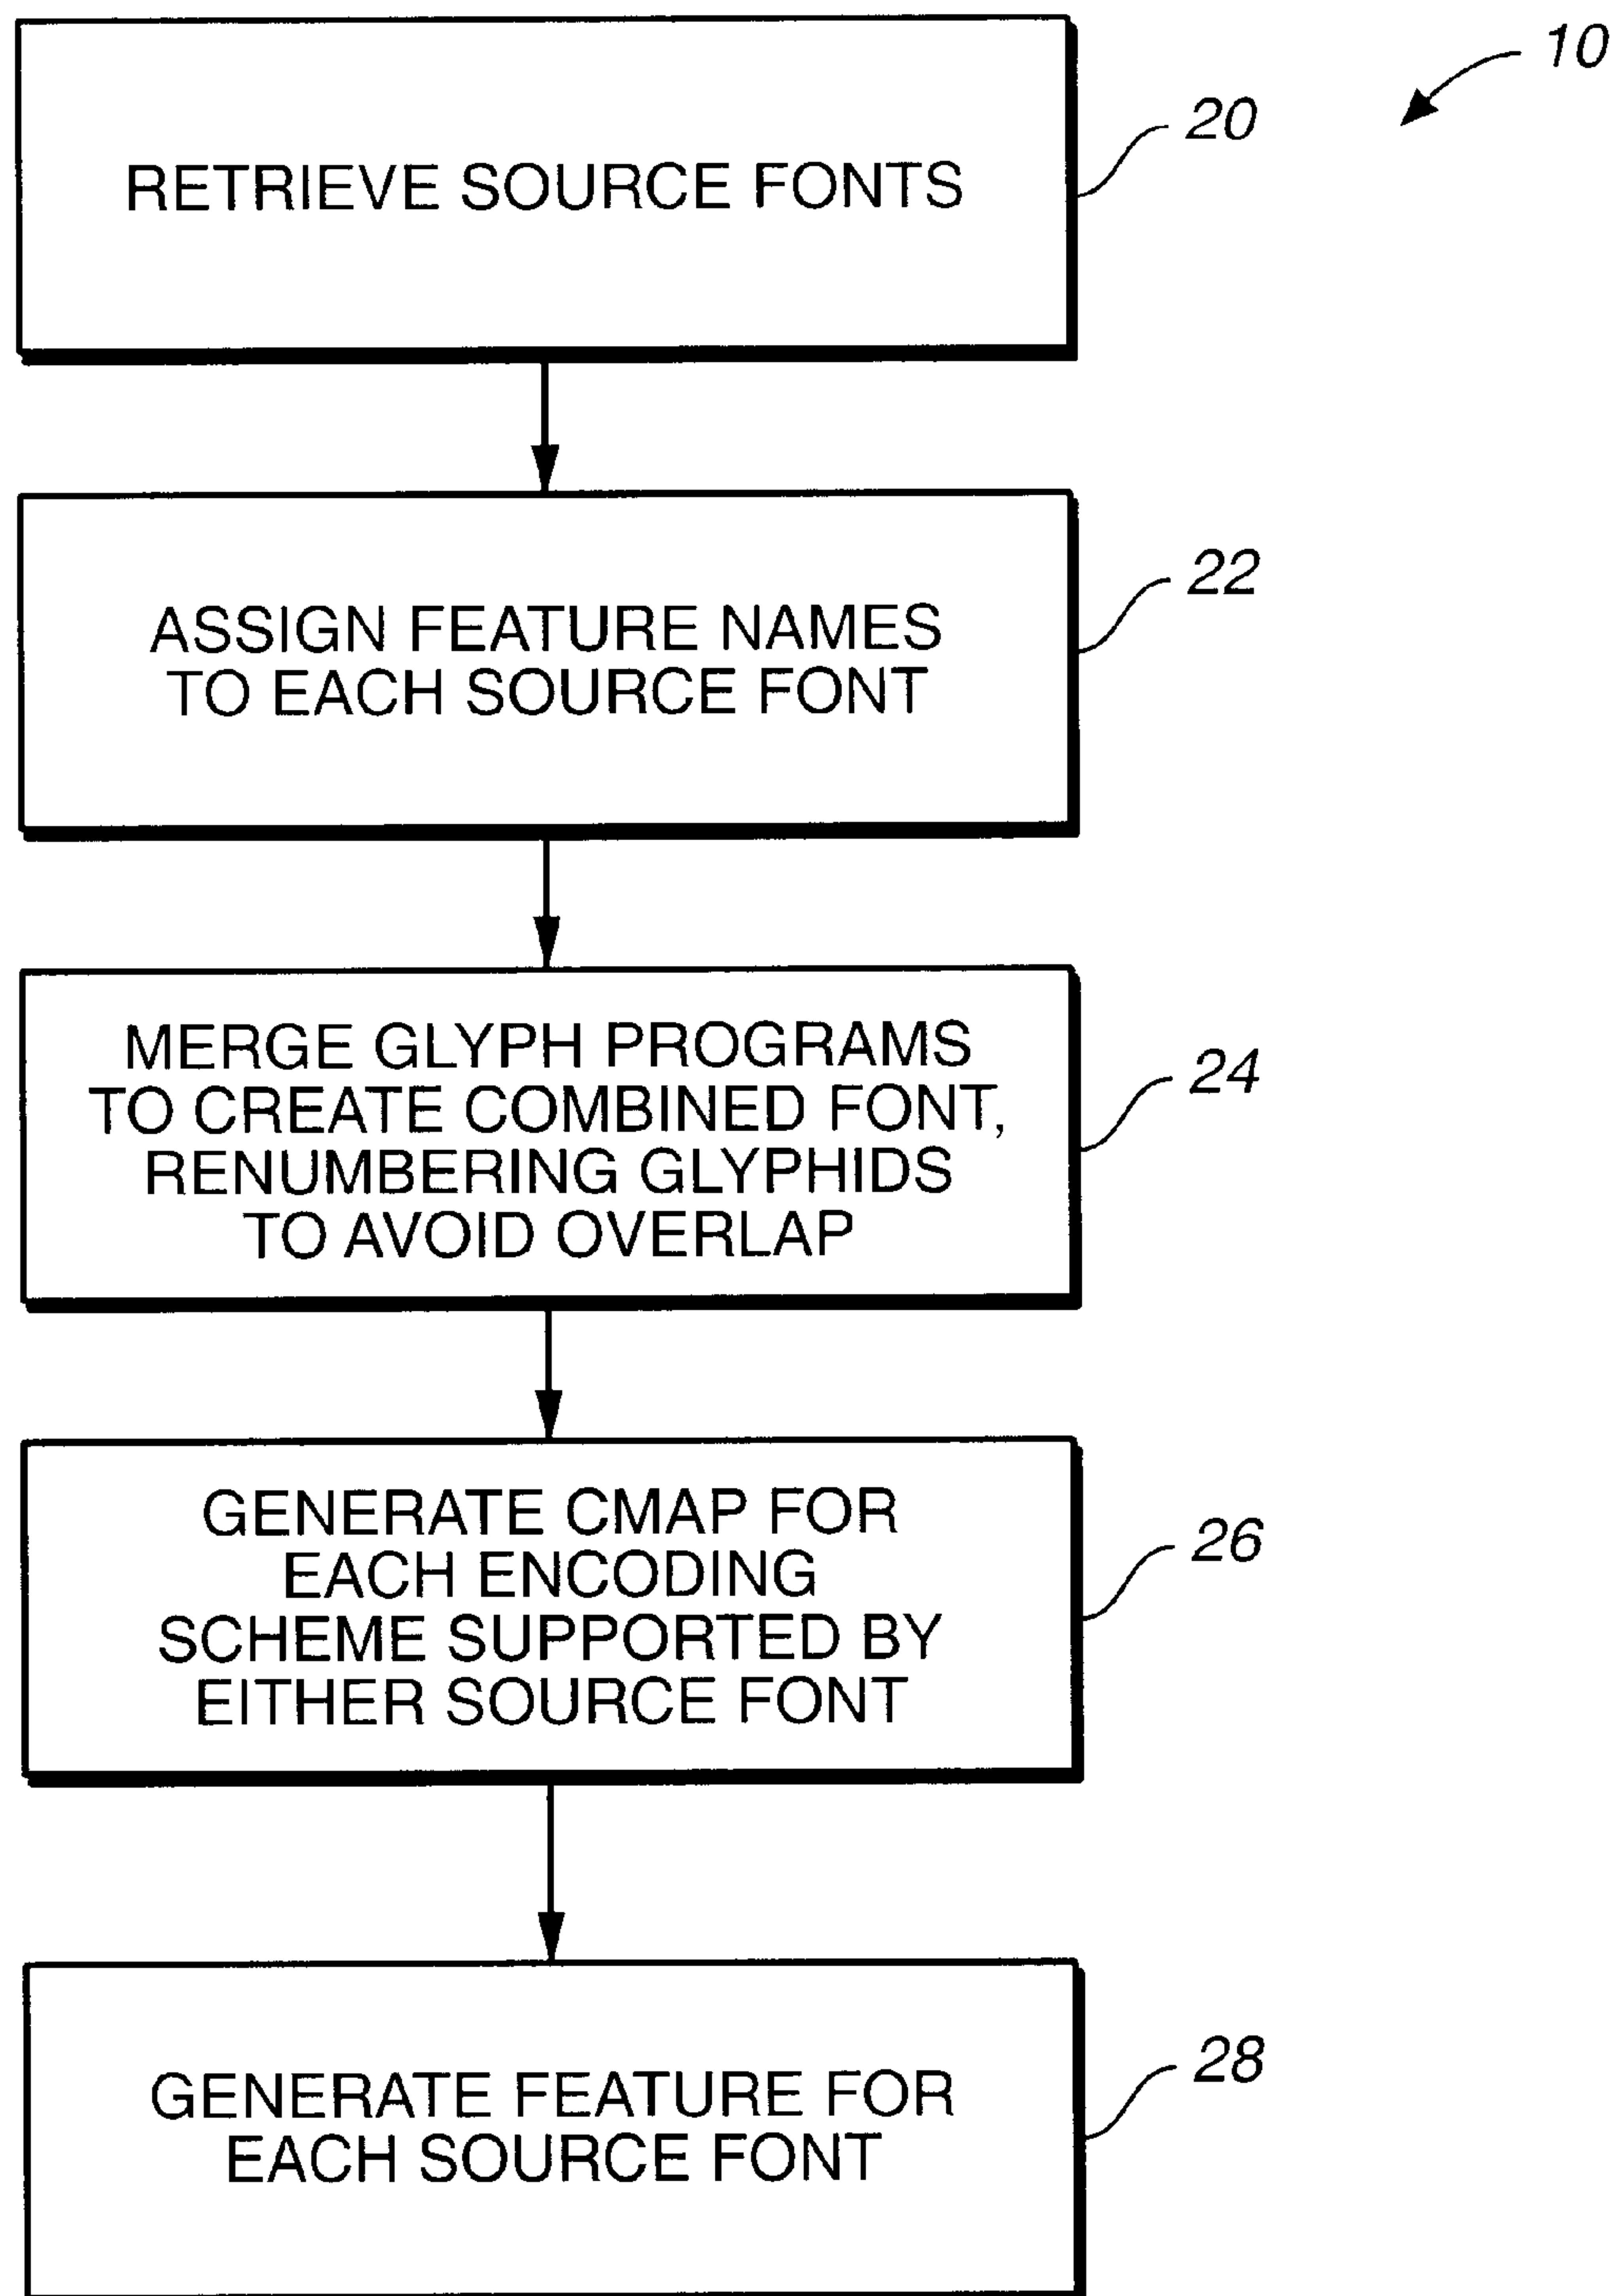 10
20
RETRIEVE SOURCE FONTS
22
ASSIGN FEATURE NAMES
TO EACH SOURCE FONT
24
MERGE GLYPH PROGRAMS
TO CREATE COMBINED FONT,
RENUMBERING GLYPHIDS
TO AVOID OVERLAP
26
GENERATE CMAP FOR
EACH ENCODING
SCHEME SUPPORTED BY
EITHER SOURCE FONT
28
GENERATE FEATURE FOR
EACH SOURCE FONT